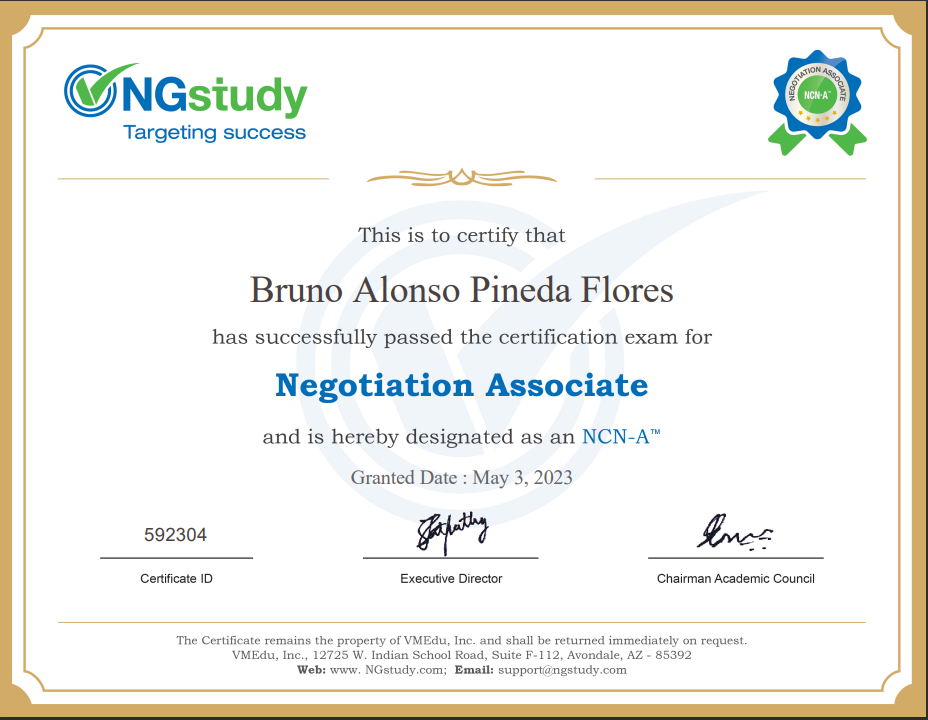 NGstudy
Targeting success
NEGOTIATION ASSOCIATE
NCN-A™
This is to certify that
Bruno Alonso Pineda Flores
has successfully passed the certification exam for
Negotiation Associate
and is hereby designated as an NCN-A™
Granted Date : May 3, 2023
592304
Certificate ID
Executive Director
Chairman Academic Council
The Certificate remains the property of VMEdu, Inc. and shall be returned immediately on request.
VMEdu, Inc., 12725 W. Indian School Road, Suite F-112, Avondale, AZ - 85392
Web: www. NGstudy.com; Email: support@ngstudy.com